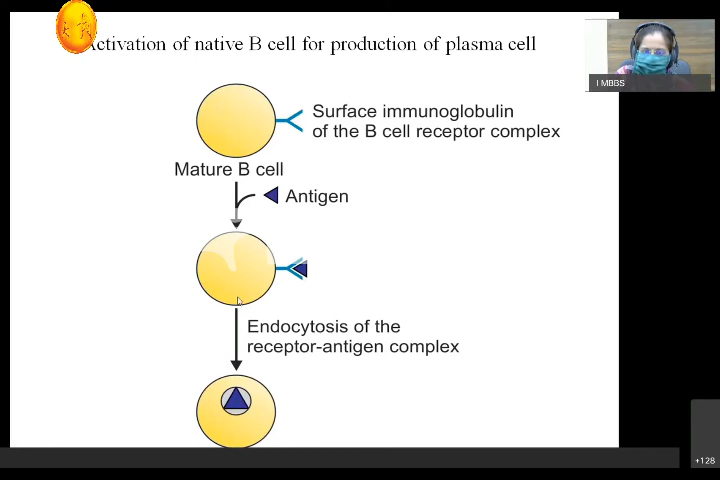 Activation of native B cell for production of plasma cell
I MBBS
Surface immunoglobulin
of the B cell receptor complex
Mature B cell
Antigen
Endocytosis of the
receptor-antigen complex
+128